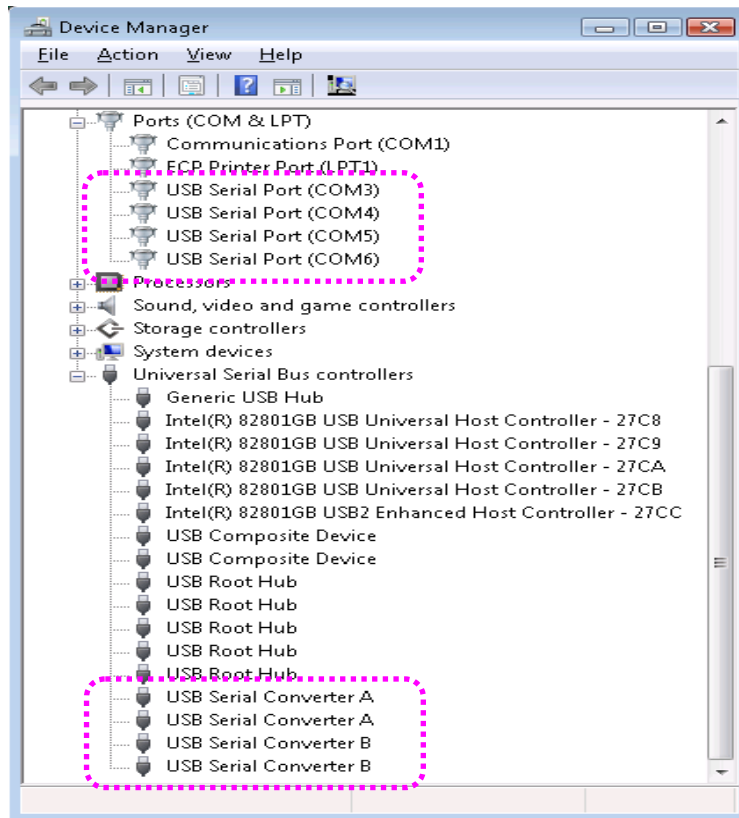 Device Manager
File Action View Help
Ports (COM & LPT)
Communications Port (COM1)
ECP Printer Port (LPT1)
USB Serial Port (COM3)
USB Serial Port (COM4)
USB Serial Port (COM5)
USB Serial Port (COM6)
Processors
Sound, video and game controllers
Storage controllers
System devices
Universal Serial Bus controllers
Generic USB Hub
Intel(R) 82801GB USB Universal Host Controller - 27C8
Intel(R) 82801GB USB Universal Host Controller - 27C9
Intel(R) 82801GB USB Universal Host Controller - 27CA
Intel(R) 82801GB USB Universal Host Controller - 27CB
Intel(R) 82801GB USB2 Enhanced Host Controller - 27CC
USB Composite Device
USB Composite Device
USB Root Hub
USB Root Hub
USB Root Hub
USB Root Hub
USB Root Hub
USB Serial Converter A
USB Serial Converter A
USB Serial Converter B
USB Serial Converter B